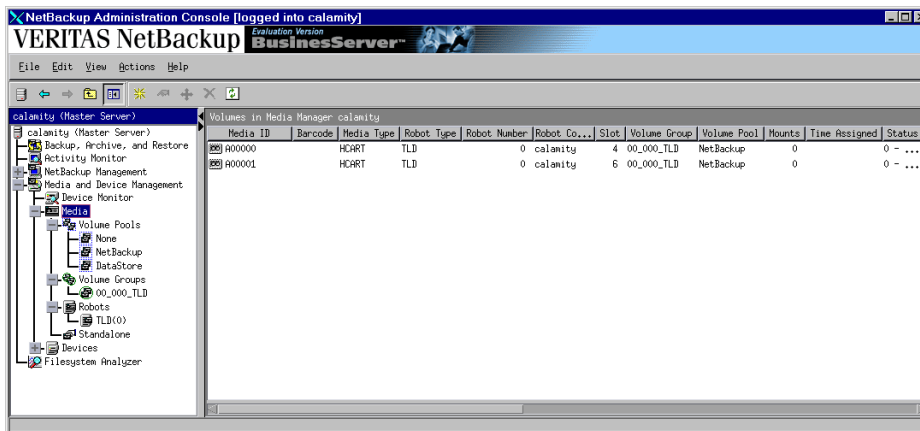 NetBackup Administration Console [logged into calamity]
VERITAS NetBackup Evaluation Version BusinesServer™
File Edit View Actions Help
calamity (Master Server)
Volumes in Media Manager calamity
calamity (Master Server)
Backup, Archive, and Restore
Activity Monitor
NetBackup Management
Media and Device Management
Device Monitor
Media
Volume Pools
None
NetBackup
DataStore
Volume Groups
00_000_TLD
Robots
TLD(0)
Standalone
Devices
Filesystem Analyzer
Media ID Barcode Media Type Robot Type Robot Number Robot Co... Slot Volume Group Volume Pool Mounts Time Assigned Status
A00000 HCART TLD 0 calamity 4 00_000_TLD NetBackup 0 0 - ...
A00001 HCART TLD 0 calamity 6 00_000_TLD NetBackup 0 0 - ...